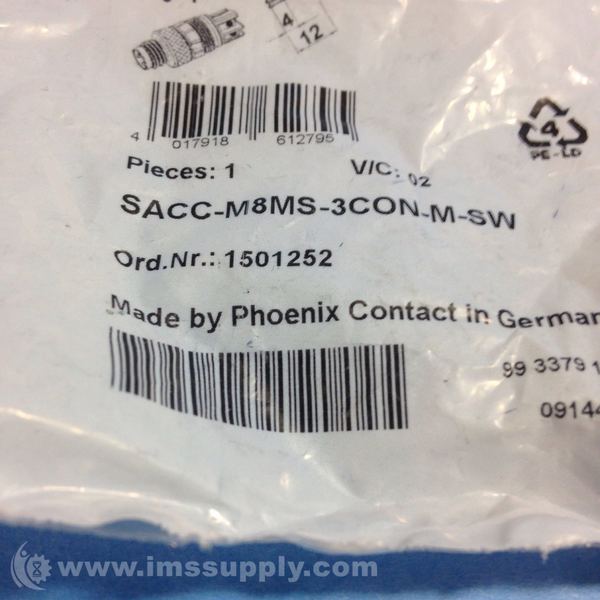 4
12
4 017918 612795
4
PE-LD
Pieces: 1 V/C: 02
SACC-M8MS-3CON-M-SW
Ord.Nr.: 1501252
Made by Phoenix Contact in German
99 3379 1
09144
www.imssupply.com